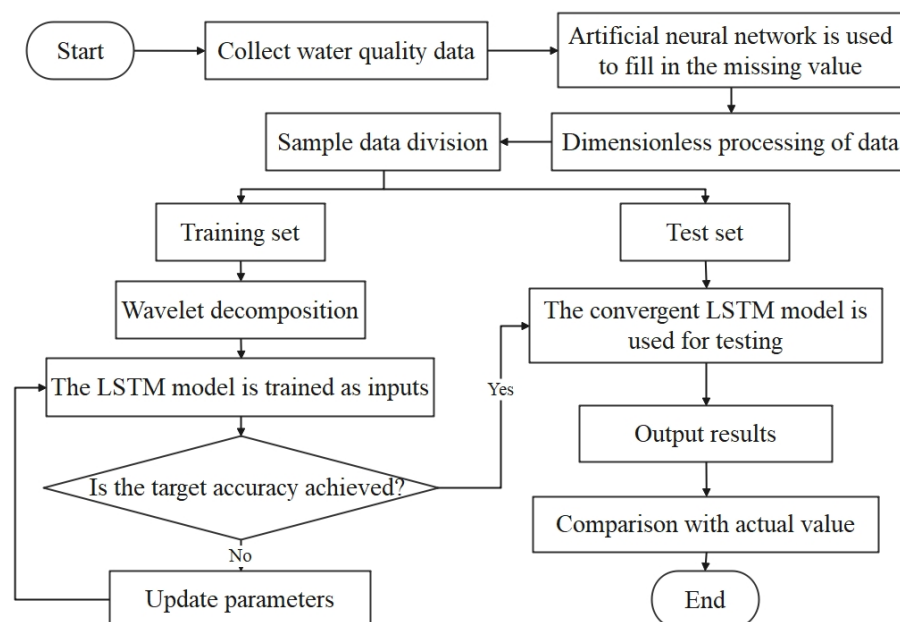 Start
Collect water quality data
Artificial neural network is used
to fill in the missing value
Sample data division
Dimensionless processing of data
Training set
Test set
Wavelet decomposition
The convergent LSTM model is
used for testing
The LSTM model is trained as inputs
Yes
Output results
Is the target accuracy achieved?
Comparison with actual value
No
Update parameters
End